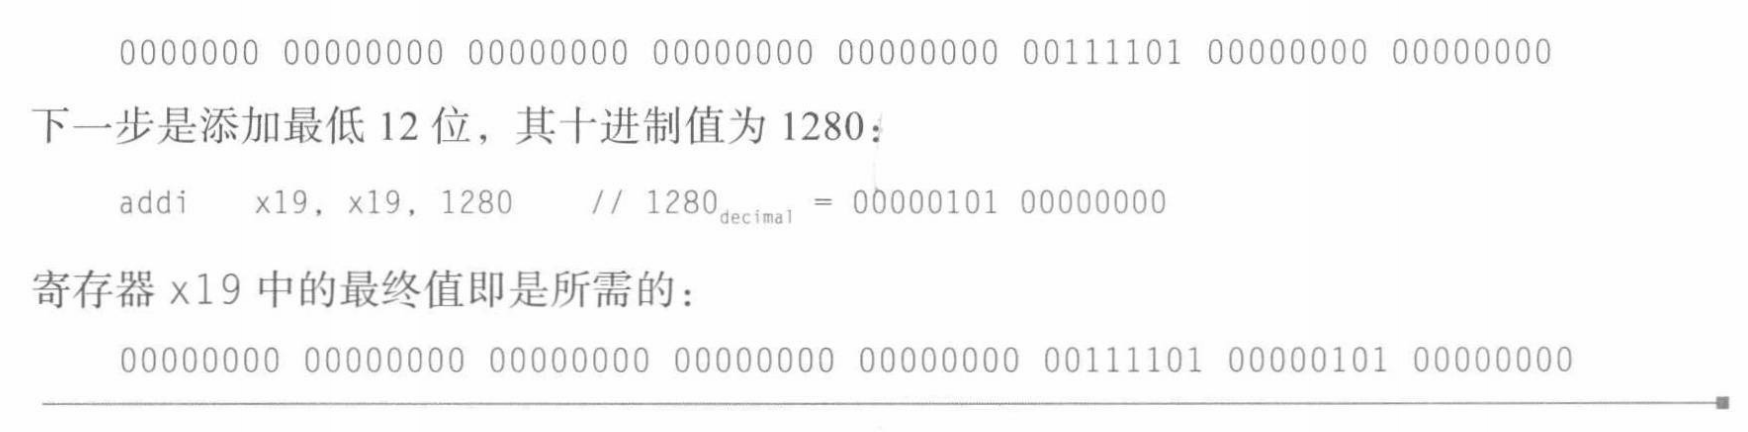 0000000 00000000 00000000 00000000 00000000 00111101 00000000 00000000
下一步是添加最低 12 位，其十进制值为 1280：
addi x19, x19, 1280 // 1280decimal = 00000101 00000000
寄存器 x19 中的最终值即是所需的：
00000000 00000000 00000000 00000000 00000000 00111101 00000101 00000000